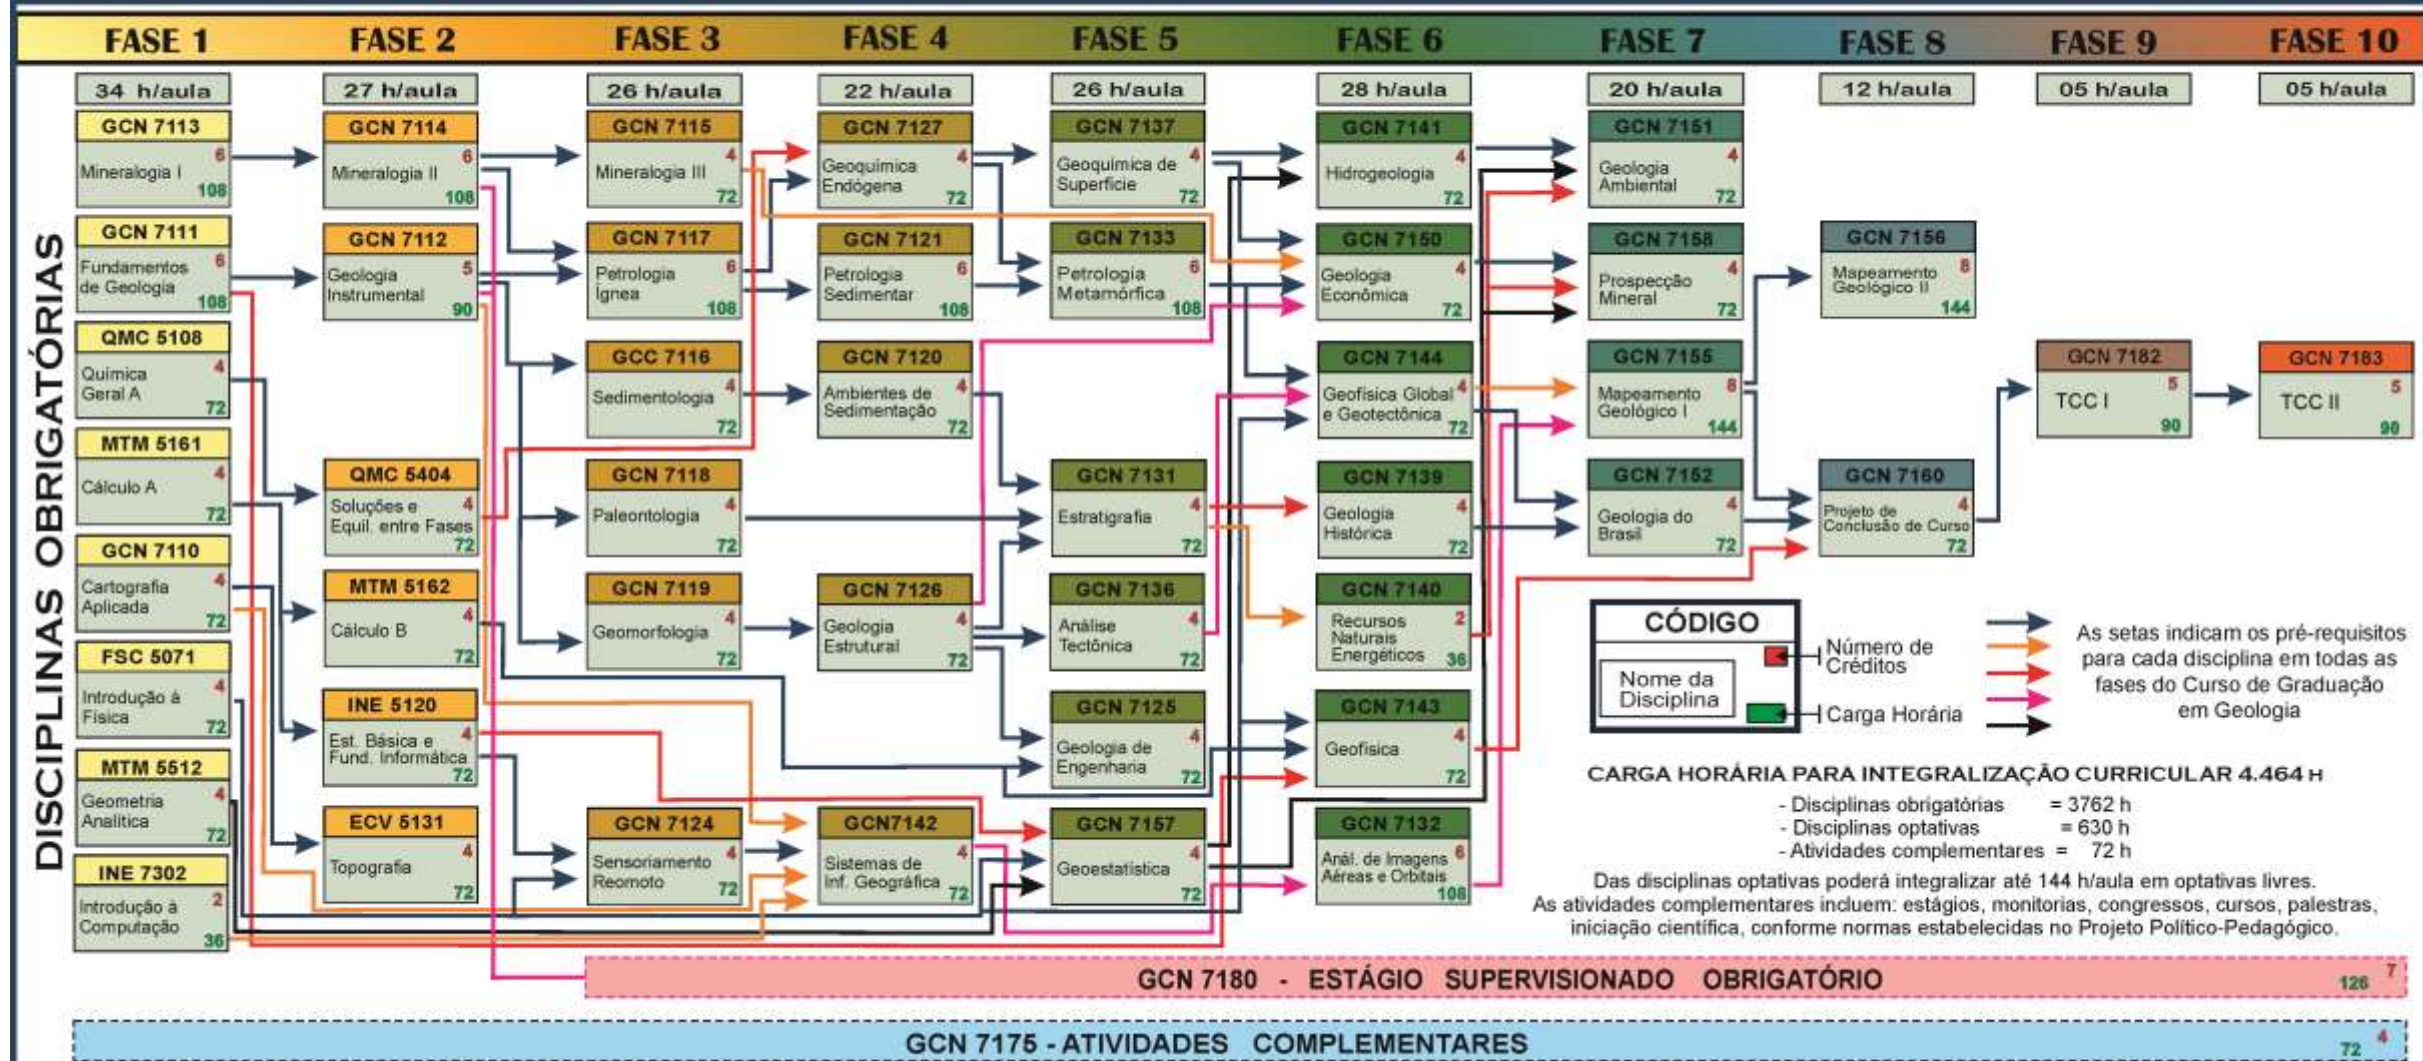 FASE 1
FASE 2
FASE 3
FASE 4
FASE 5
FASE 6
FASE 7
FASE 8
FASE 9
FASE 10
34 h/aula
27 h/aula
26 h/aula
22 h/aula
26 h/aula
28 h/aula
20 h/aula
12 h/aula
05 h/aula
05 h/aula
DISCIPLINAS OBRIGATÓRIAS
GCN 7113
6
Mineralogia I
108
GCN 7111
Fundamentos
6
de Geologia
108
QMC 5108
4
Química
Geral A
72
MTM 5161
4
Cálculo A
72
GCN 7110
4
Cartografia
Aplicada
72
FSC 5071
4
Introdução à
Física
72
MTM 5512
4
Geometria
Analítica
72
INE 7302
2
Introdução à
Computação
36
GCN 7114
6
Mineralogia II
108
GCN 7112
5
Geologia
Instrumental
90
QMC 5404
4
Soluções e
Equil. entre Fases
72
MTM 5162
4
Cálculo B
72
INE 5120
4
Est. Básica e
Fund. Informática
72
ECV 5131
4
Topografia
72
GCN 7115
4
Mineralogia III
72
GCN 7117
6
Petrologia
Ígnea
108
GCC 7116
4
Sedimentologia
72
GCN 7118
4
Paleontologia
72
GCN 7119
4
Geomorfologia
72
GCN 7124
4
Sensoriamento
Reomoto
72
GCN 7127
4
Geoquímica
Endógena
72
GCN 7121
6
Petrologia
Sedimentar
108
GCN 7120
4
Ambientes de
Sedimentação
72
GCN 7126
4
Geologia
Estrutural
72
GCN7142
4
Sistemas de
Inf. Geográfica
72
GCN 7137
4
Geoquímica de
Superfície
72
GCN 7133
6
Petrologia
Metamórfica
108
GCN 7131
4
Estratigrafia
72
GCN 7136
4
Análise
Tectônica
72
GCN 7125
4
Geologia de
Engenharia
72
GCN 7157
4
Geoestatística
72
GCN 7141
4
Hidrogeologia
72
GCN 7150
4
Geologia
Econômica
72
GCN 7144
4
Geofísica Global
e Geotectônica
72
GCN 7139
4
Geologia
Histórica
72
GCN 7140
2
Recursos
Naturais
Energéticos
36
GCN 7143
4
Geofísica
72
GCN 7132
6
Anál. de Imagens
Aéreas e Orbitais
108
GCN 7151
4
Geologia
Ambiental
72
GCN 7158
4
Prospecção
Mineral
72
GCN 7155
8
Mapeamento
Geológico I
144
GCN 7152
4
Geologia do
Brasil
72
GCN 7156
8
Mapeamento
Geológico II
144
GCN 7160
4
Projeto de
Conclusão de Curso
72
GCN 7182
5
TCC I
90
GCN 7183
5
TCC II
90
CÓDIGO
Número de
Créditos
Nome da
Disciplina
Carga Horária
As setas indicam os pré-requisitos
para cada disciplina em todas as
fases do Curso de Graduação
em Geologia
CARGA HORÁRIA PARA INTEGRALIZAÇÃO CURRICULAR 4.464 H
- Disciplinas obrigatórias = 3762 h
- Disciplinas optativas = 630 h
- Atividades complementares = 72 h
Das disciplinas optativas poderá integralizar até 144 h/aula em optativas livres.
As atividades complementares incluem: estágios, monitorias, congressos, cursos, palestras,
iniciação científica, conforme normas estabelecidas no Projeto Político-Pedagógico.
GCN 7180 - ESTÁGIO SUPERVISIONADO OBRIGATÓRIO
7
126
GCN 7175 - ATIVIDADES COMPLEMENTARES
4
72